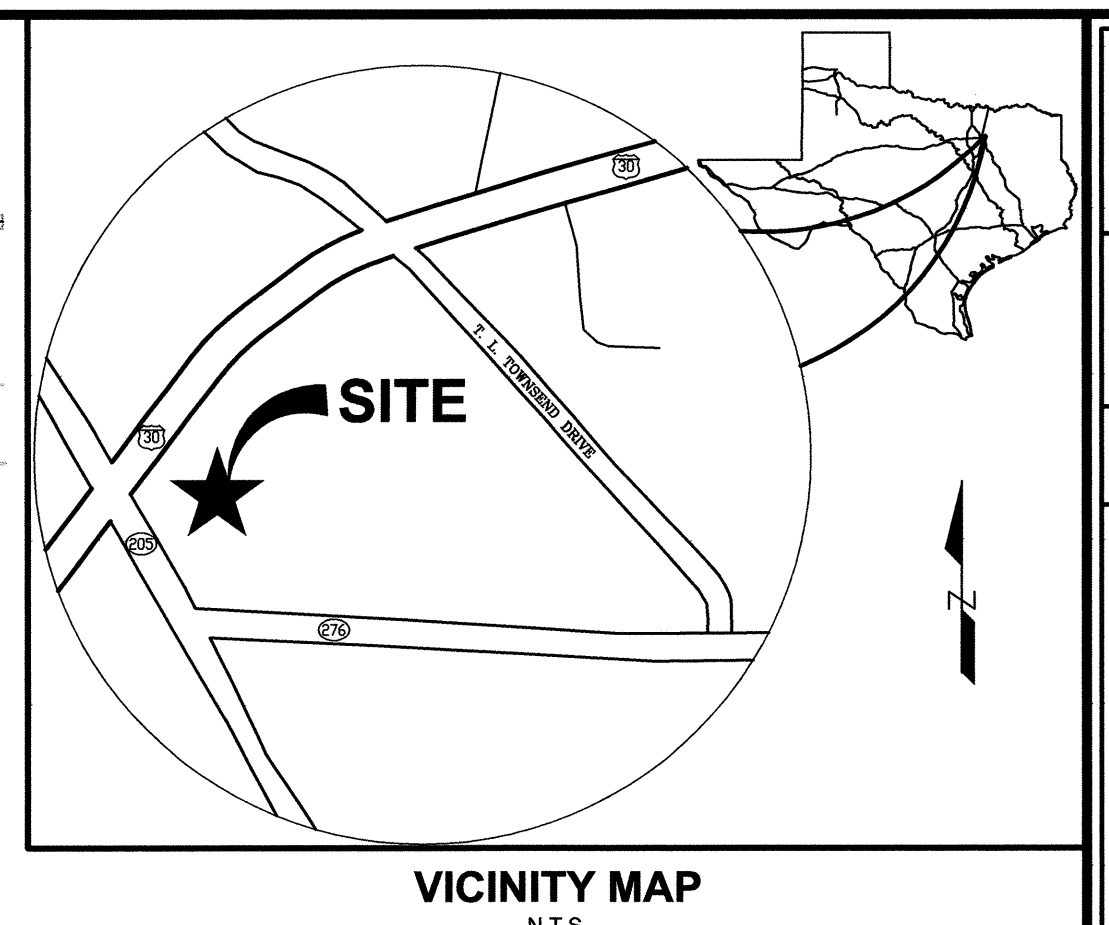 30
T. L. TOWNSEND DRIVE
SITE
30
205
276
N
VICINITY MAP
N.T.S.